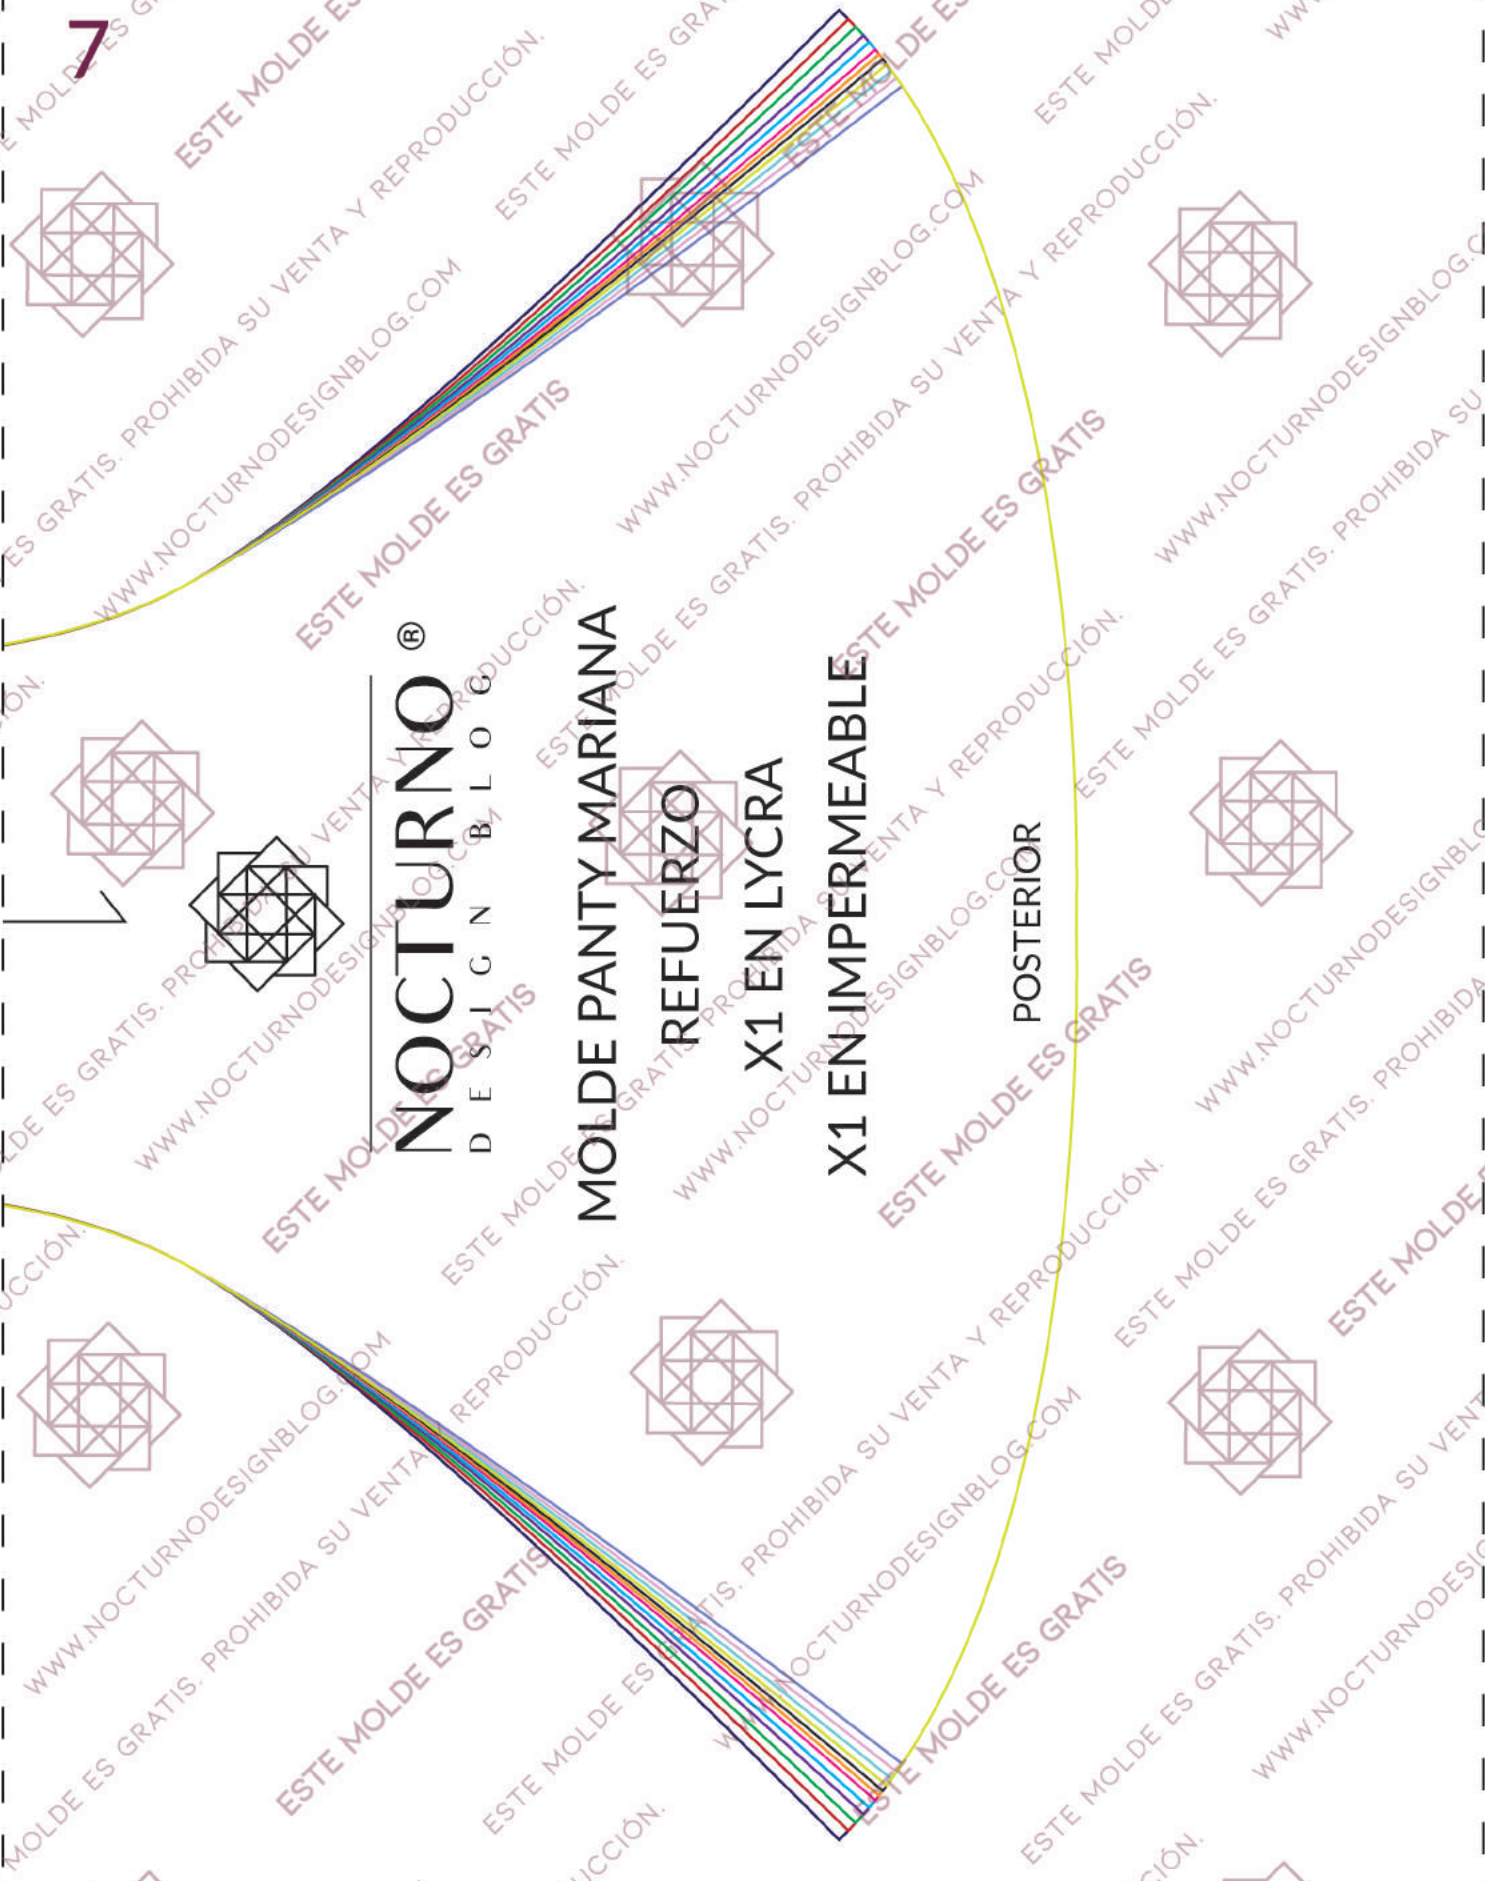 7
NOCTURNO ®
DESIGN BLOG
MOLDE PANTY MARIANA
REFUERZO
X1 EN LYCRA
X1 EN IMPERMEABLE
POSTERIOR
ESTE MOLDE ES GRATIS
ESTE MOLDE ES GRATIS. PROHIBIDA SU VENTA Y REPRODUCCIÓN.
WWW.NOCTURNODESIGNBLOG.COM